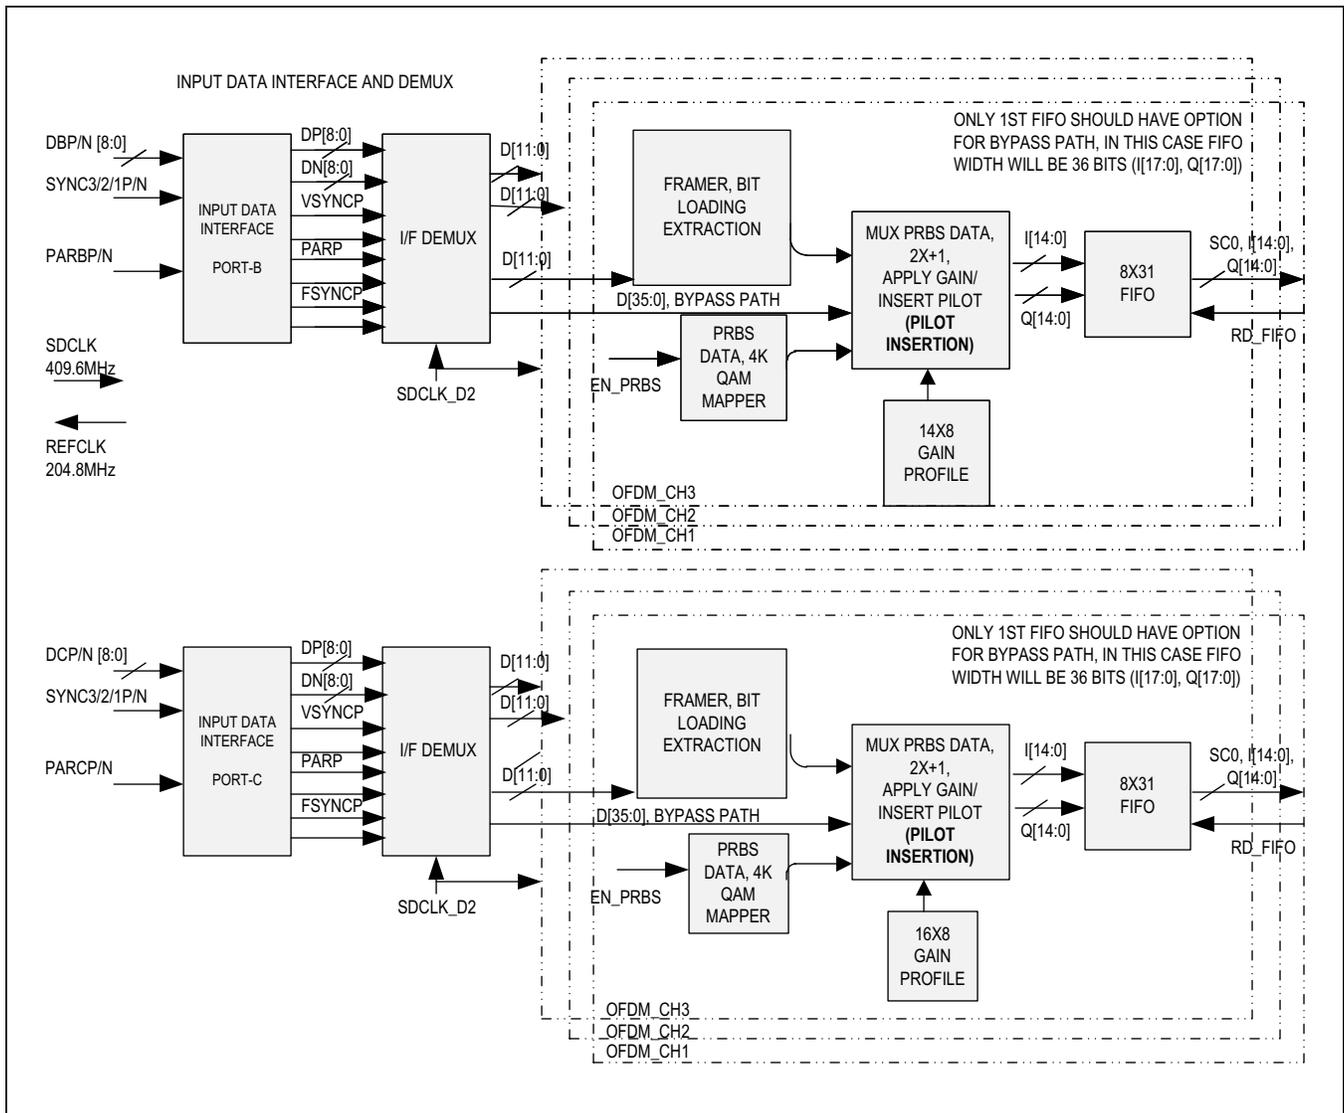 INPUT DATA INTERFACE AND DEMUX
DBP/N [8:0]
SYNC3/2/1P/N
PARBP/N
SDCLK
409.6MHz
REFCLK
204.8MHz
INPUT DATA
INTERFACE
PORT-B
DP[8:0]
DN[8:0]
VSYNCP
PARP
FSYNCP
I/F DEMUX
SDCLK_D2
D[11:0]
D[11:0]
D[11:0]
D[35:0], BYPASS PATH
EN_PRBS
FRAMER, BIT
LOADING
EXTRACTION
PRBS
DATA, 4K
QAM
MAPPER
ONLY 1ST FIFO SHOULD HAVE OPTION
FOR BYPASS PATH, IN THIS CASE FIFO
WIDTH WILL BE 36 BITS (I[17:0], Q[17:0])
MUX PRBS DATA,
2X+1,
APPLY GAIN/
INSERT PILOT
(PILOT
INSERTION)
14X8
GAIN
PROFILE
I[14:0]
Q[14:0]
8X31
FIFO
SC0, I[14:0],
Q[14:0]
RD_FIFO
OFDM_CH3
OFDM_CH2
OFDM_CH1
DCP/N [8:0]
SYNC3/2/1P/N
PARCP/N
INPUT DATA
INTERFACE
PORT-C
DP[8:0]
DN[8:0]
VSYNCP
PARP
FSYNCP
I/F DEMUX
SDCLK_D2
D[11:0]
D[11:0]
D[11:0]
D[35:0], BYPASS PATH
EN_PRBS
FRAMER, BIT
LOADING
EXTRACTION
PRBS
DATA, 4K
QAM
MAPPER
ONLY 1ST FIFO SHOULD HAVE OPTION
FOR BYPASS PATH, IN THIS CASE FIFO
WIDTH WILL BE 36 BITS (I[17:0], Q[17:0])
MUX PRBS DATA,
2X+1,
APPLY GAIN/
INSERT PILOT
(PILOT
INSERTION)
16X8
GAIN
PROFILE
I[14:0]
Q[14:0]
8X31
FIFO
SC0, I[14:0],
Q[14:0]
RD_FIFO
OFDM_CH3
OFDM_CH2
OFDM_CH1